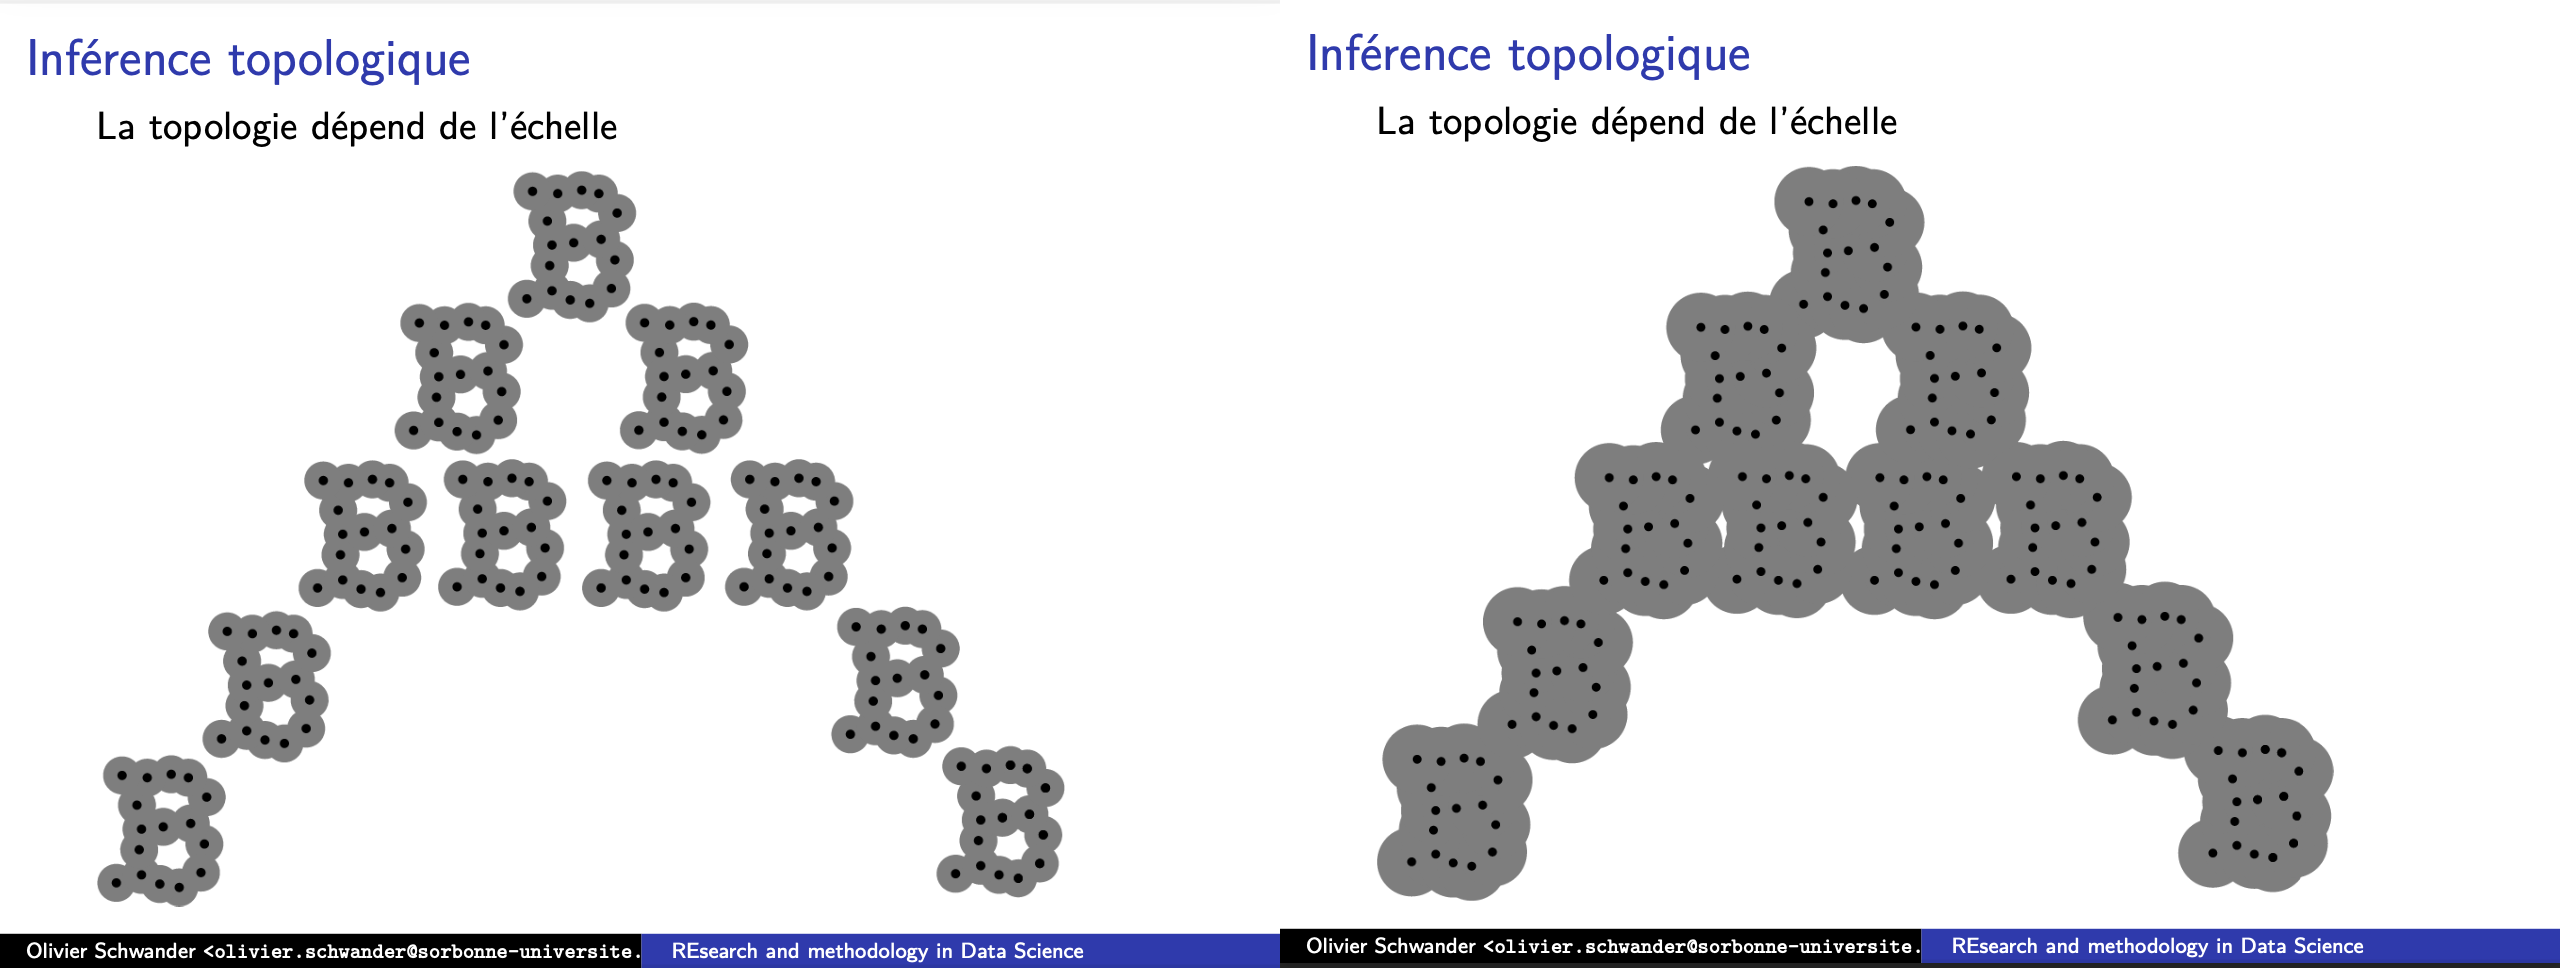 Inférence topologique
La topologie dépend de l'échelle
Olivier Schwander <olivier.schwander@sorbonne-universite.
REsearch and methodology in Data Science
Inférence topologique
La topologie dépend de l'échelle
Olivier Schwander <olivier.schwander@sorbonne-universite.
REsearch and methodology in Data Science